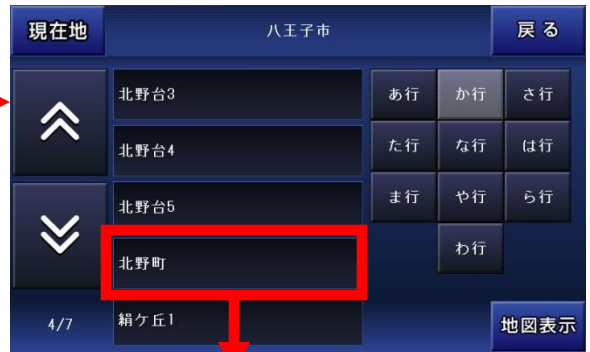 現在地
八王子市
戻る
北野台3
北野台4
北野台5
北野町
絹ケ丘1
あ行
か行
さ行
た行
な行
は行
ま行
や行
ら行
わ行
4/7
地図表示